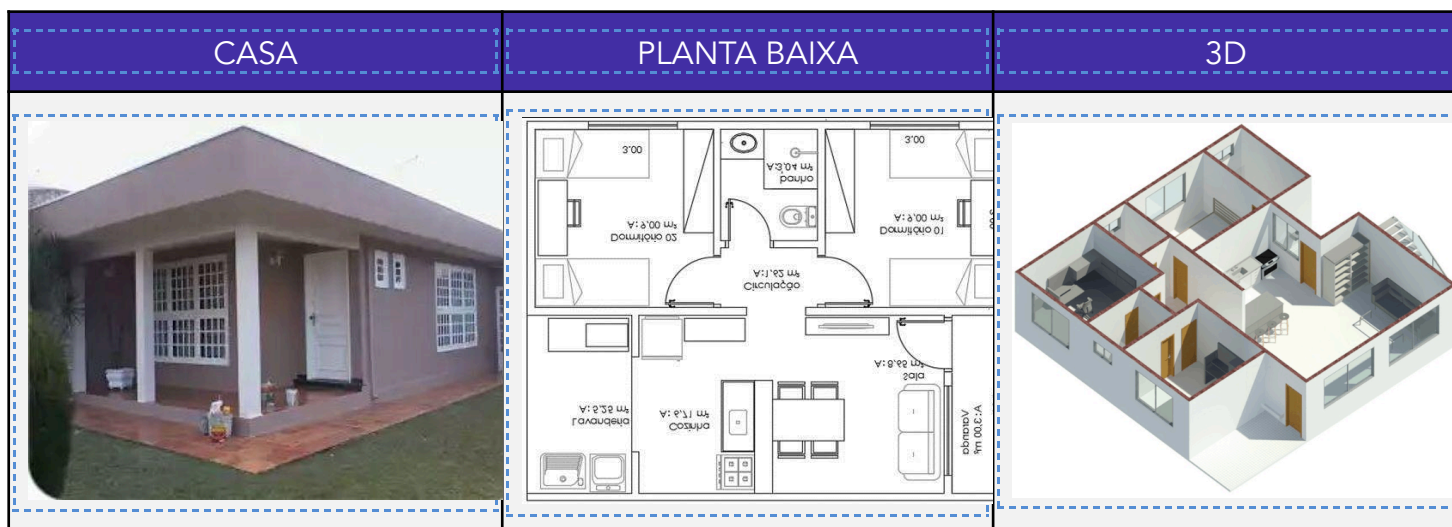 CASA
PLANTA BAIXA
3D
3,00
banho
A:3,04 m²
3,00
Dormitório 02
A: 9,00 m²
Dormitório 01
A: 9,00 m²
Circulação
A:1,62 m²
Sala
A: 8,65 m²
Lavanderia
A: 5,25 m²
Cozinha
A: 6,71 m²
Varanda
A:3,00 m²